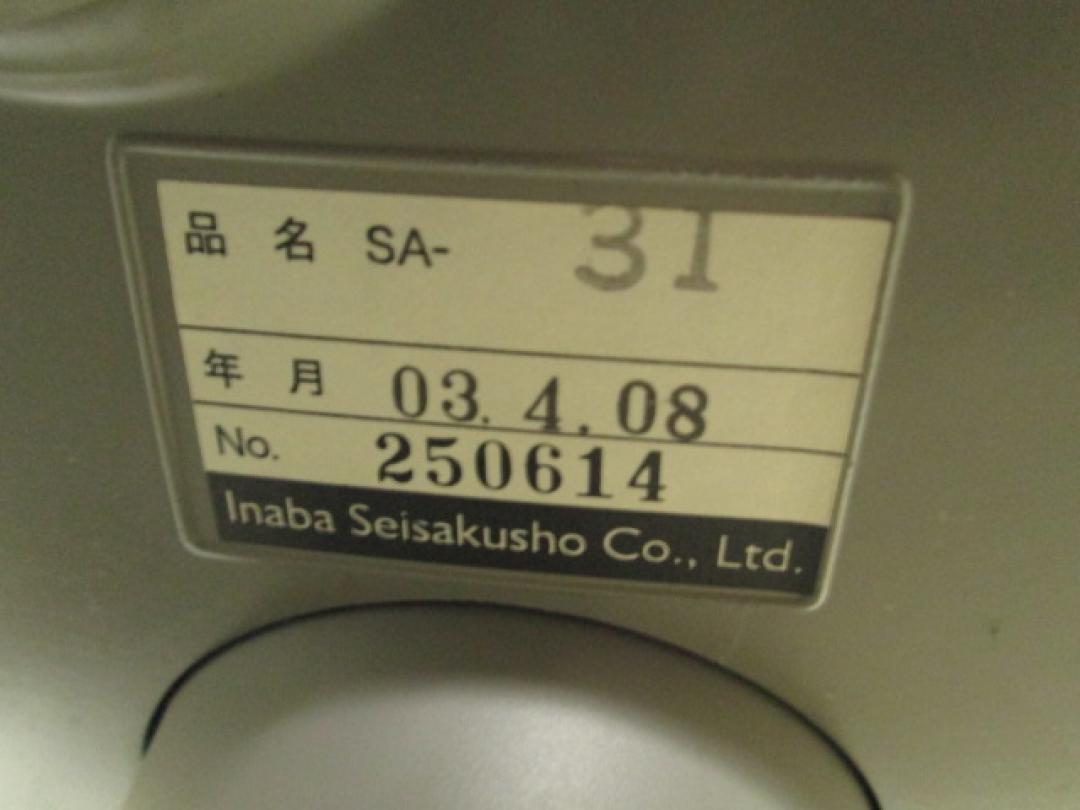 品 名 SA- 31
年 月 03.4.08
No. 250614
Inaba Seisakusho Co., Ltd.